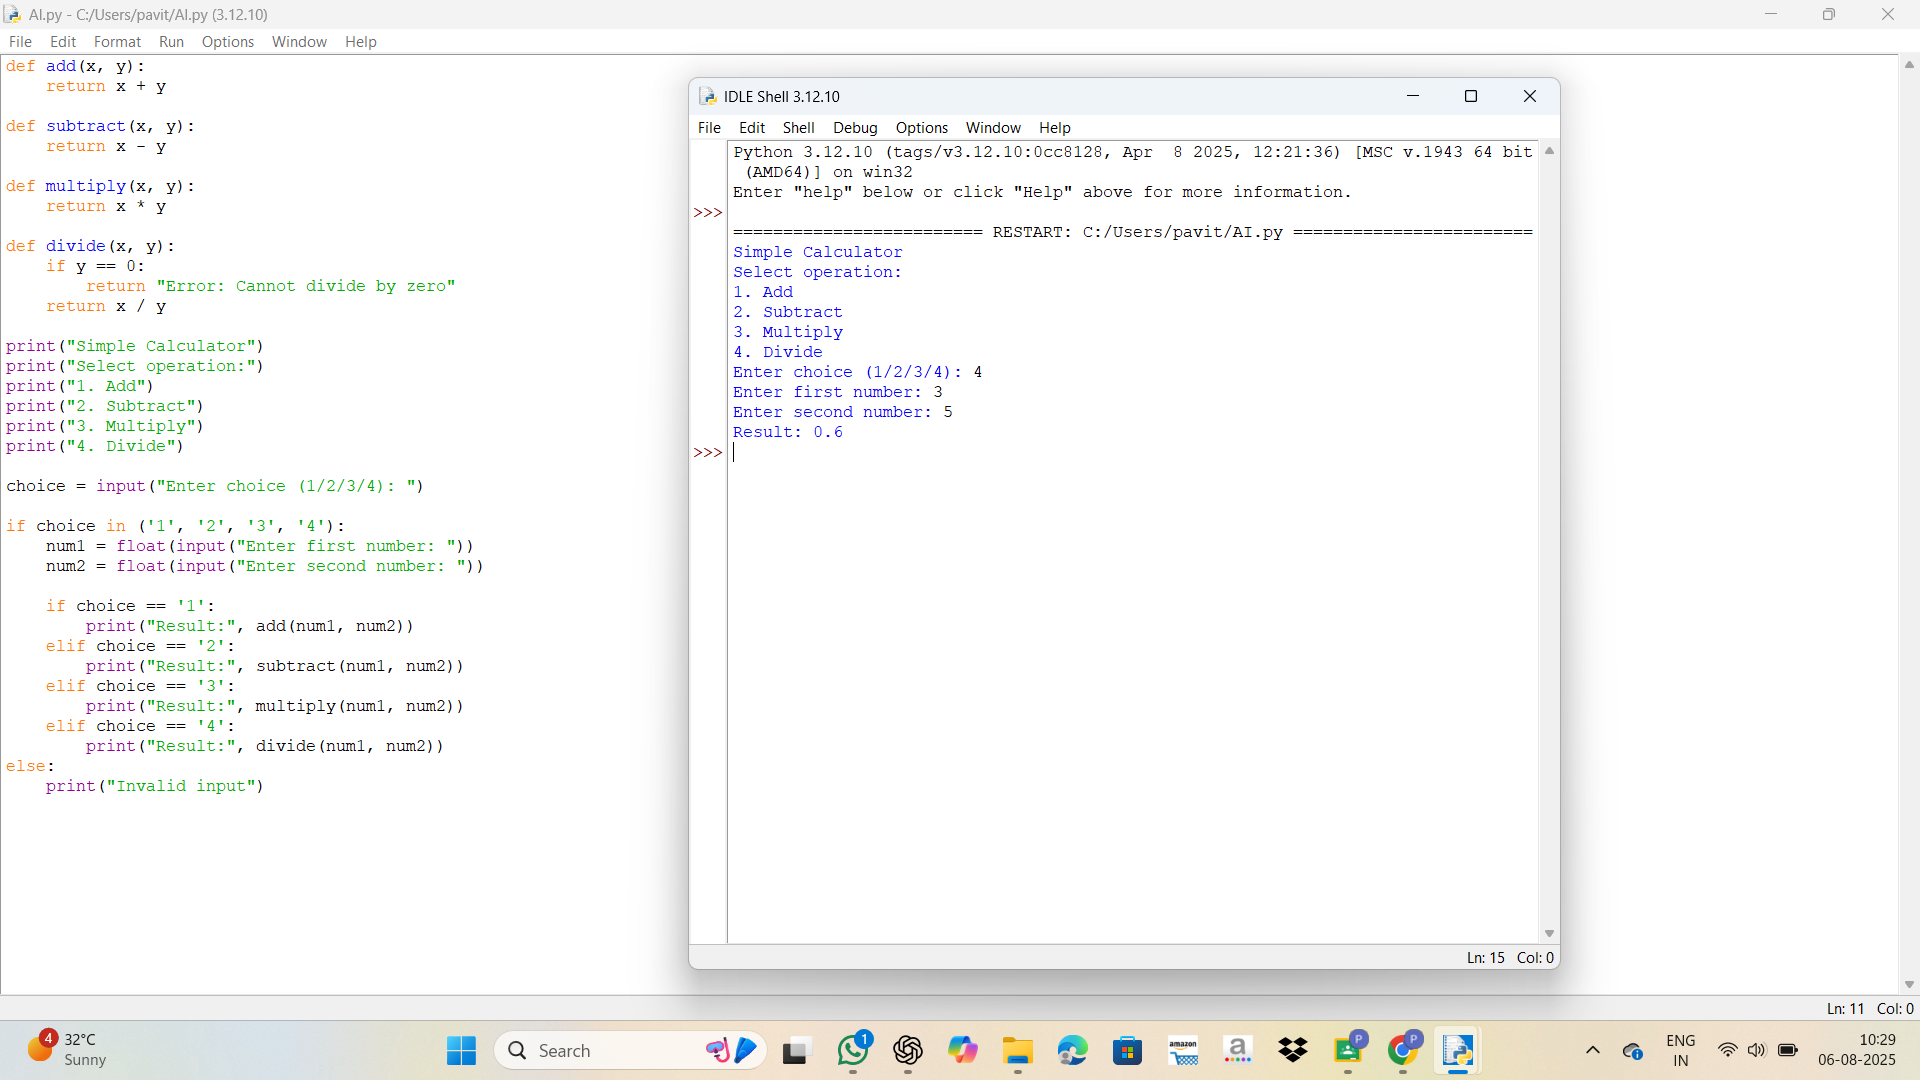 AI.py - C:/Users/pavit/AI.py (3.12.10)
File Edit Format Run Options Window Help
def add(x, y):
    return x + y

def subtract(x, y):
    return x - y

def multiply(x, y):
    return x * y

def divide(x, y):
    if y == 0:
        return "Error: Cannot divide by zero"
    return x / y

print("Simple Calculator")
print("Select operation:")
print("1. Add")
print("2. Subtract")
print("3. Multiply")
print("4. Divide")

choice = input("Enter choice (1/2/3/4): ")

if choice in ('1', '2', '3', '4'):
    num1 = float(input("Enter first number: "))
    num2 = float(input("Enter second number: "))

    if choice == '1':
        print("Result:", add(num1, num2))
    elif choice == '2':
        print("Result:", subtract(num1, num2))
    elif choice == '3':
        print("Result:", multiply(num1, num2))
    elif choice == '4':
        print("Result:", divide(num1, num2))
else:
    print("Invalid input")
IDLE Shell 3.12.10
File Edit Shell Debug Options Window Help
Python 3.12.10 (tags/v3.12.10:0cc8128, Apr  8 2025, 12:21:36) [MSC v.1943 64 bit
 (AMD64)] on win32
Enter "help" below or click "Help" above for more information.
>>>
========================= RESTART: C:/Users/pavit/AI.py ========================
Simple Calculator
Select operation:
1. Add
2. Subtract
3. Multiply
4. Divide
Enter choice (1/2/3/4): 4
Enter first number: 3
Enter second number: 5
Result: 0.6
>>>
Ln: 15 Col: 0
Ln: 11 Col: 0
4
32°C
Sunny
Search
1
amazon
a
P
P
ENG
IN
10:29
06-08-2025